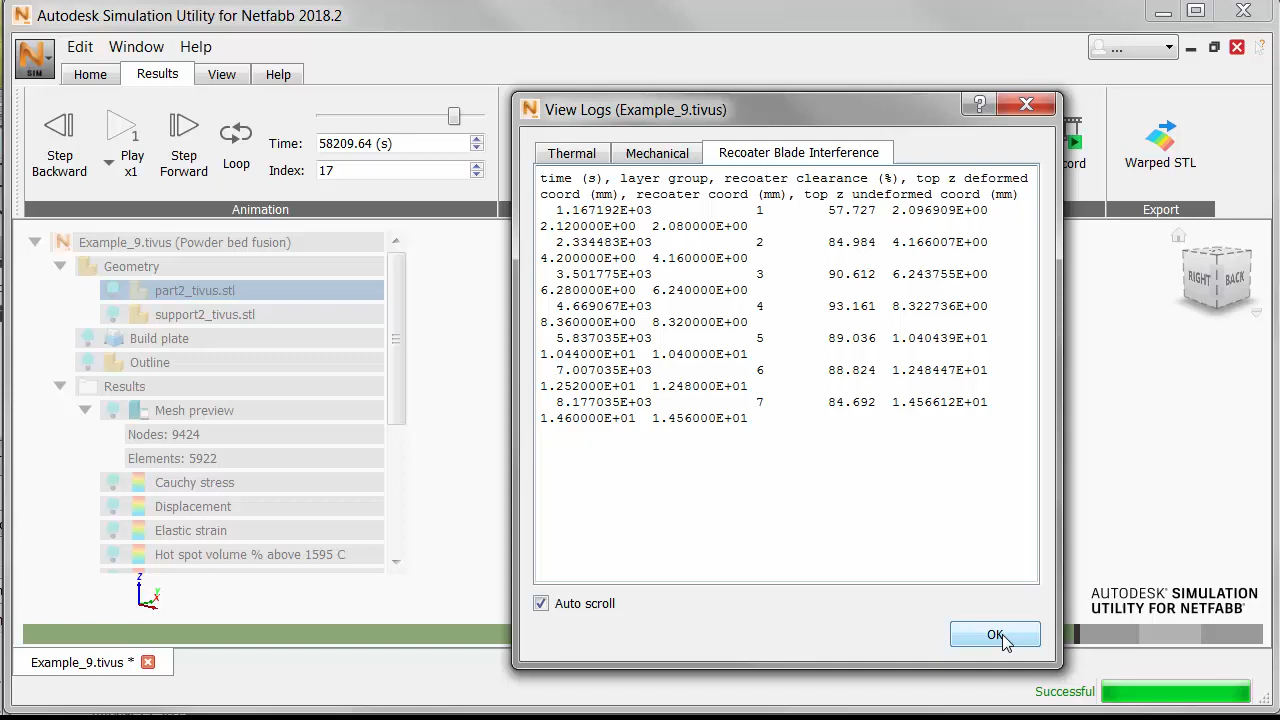 Autodesk Simulation Utility for Netfabb 2018.2
Edit Window Help
...
SIM
Home Results View Help
Step Backward
1
Play x1
Step Forward
Loop
Time: 58209.6
(s)
Index: 17
Animation
Warped STL
Export
View Logs (Example_9.tivus)
Thermal Mechanical Recoater Blade Interference
time (s), layer group, recoater clearance (%), top z deformed
coord (mm), recoater coord (mm), top z undeformed coord (mm)
1.167192E+03 1 57.727 2.096909E+00
2.120000E+00 2.080000E+00
2.334483E+03 2 84.984 4.166007E+00
4.200000E+00 4.160000E+00
3.501775E+03 3 90.612 6.243755E+00
6.280000E+00 6.240000E+00
4.669067E+03 4 93.161 8.322736E+00
8.360000E+00 8.320000E+00
5.837035E+03 5 89.036 1.040439E+01
1.044000E+01 1.040000E+01
7.007035E+03 6 88.824 1.248447E+01
1.252000E+01 1.248000E+01
8.177035E+03 7 84.692 1.456612E+01
1.460000E+01 1.456000E+01
Auto scroll
OK
Example_9.tivus (Powder bed fusion)
Geometry
part2_tivus.stl
support2_tivus.stl
Build plate
Outline
Results
Mesh preview
Nodes: 9424
Elements: 5922
Cauchy stress
Displacement
Elastic strain
Hot spot volume % above 1595 C
z
y
x
RIGHT BACK
AUTODESK® SIMULATION
UTILITY FOR NETFABB®
Example_9.tivus *
Successful